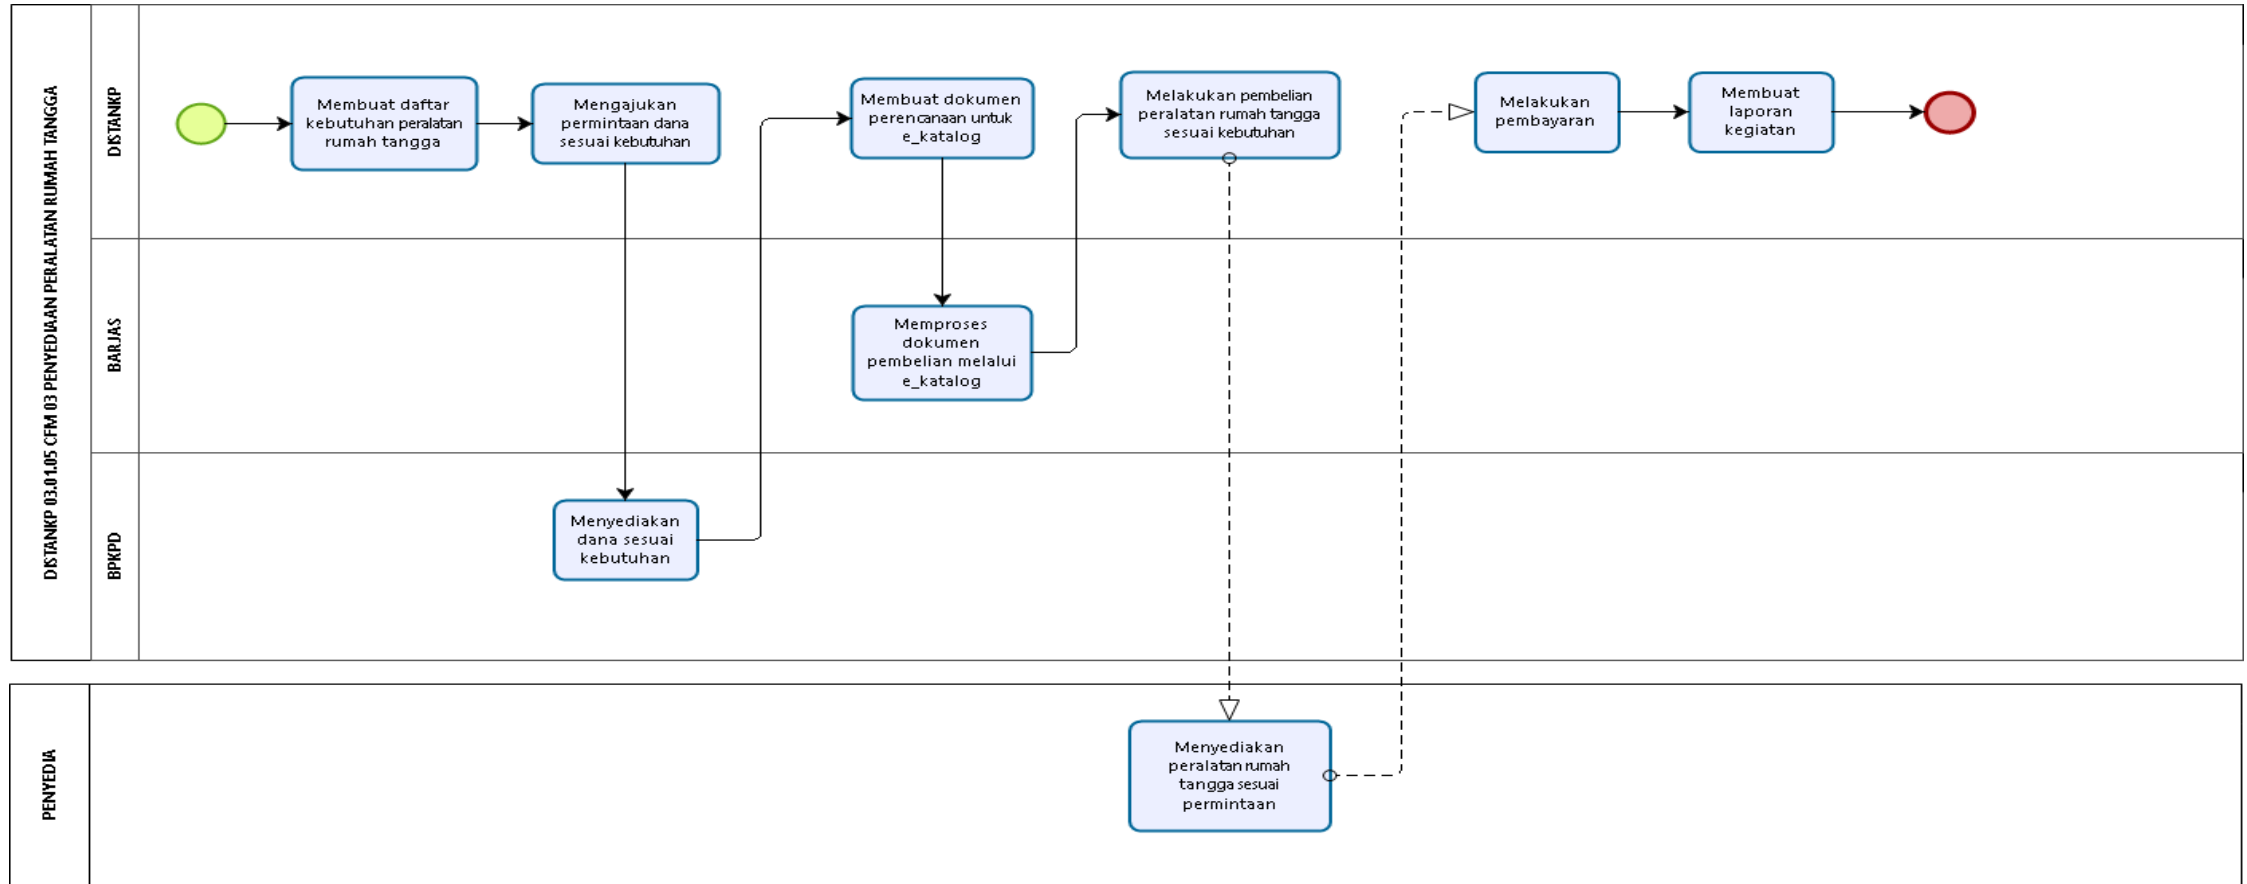 DISTANKP 03.01.05 CFM 03 PENYEDIAAN PERALATAN RUMAH TANGGA
DISTANKP
Membuat daftar
kebutuhan peralatan
rumah tangga
Mengajukan
permintaan dana
sesuai kebutuhan
Membuat dokumen
perencanaan untuk
e_katalog
Melakukan pembelian
peralatan rumah tangga
sesuai kebutuhan
Melakukan
pembayaran
Membuat
laporan
kegiatan
BARJAS
Memproses
dokumen
pembelian melalui
e_katalog
BPKPD
Menyediakan
dana sesuai
kebutuhan
PENYEDIA
Menyediakan
peralatan rumah
tangga sesuai
permintaan